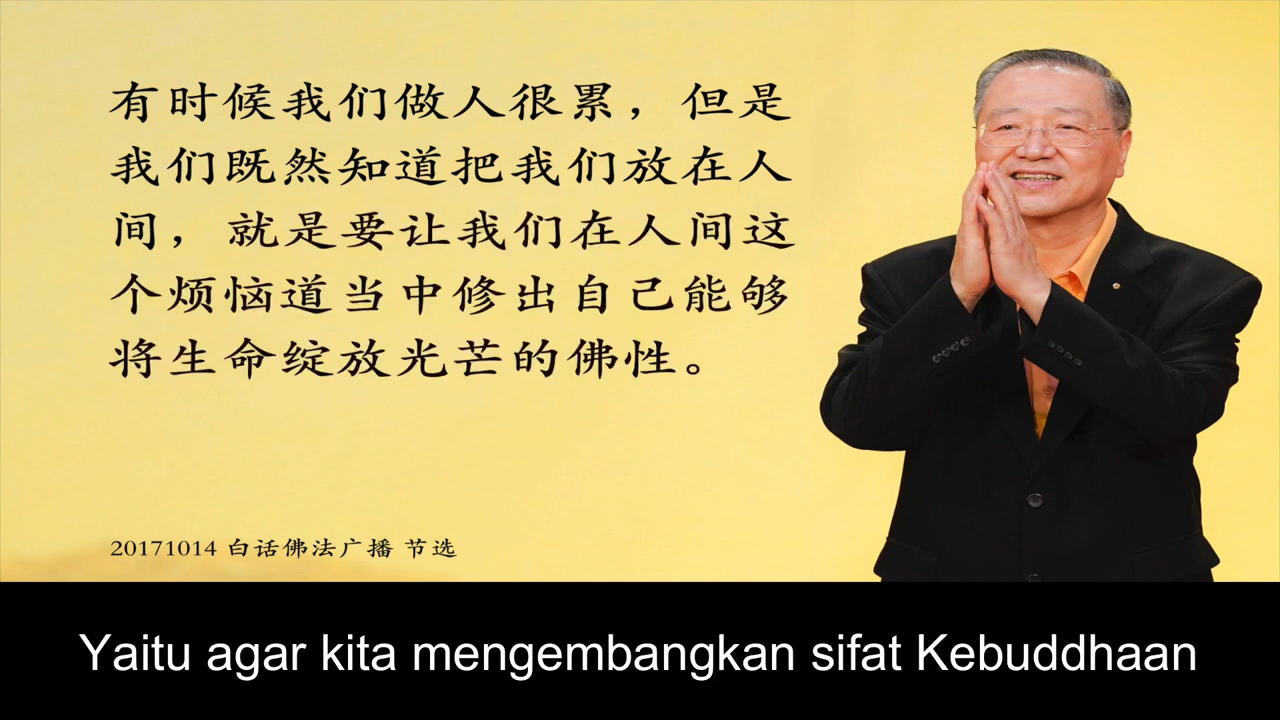 有时候我们做人很累，但是
我们既然知道把我们放在人
间，就是要让我们在人间这
个烦恼道当中修出自己能够
将生命绽放光芒的佛性。
20171014 白话佛法广播 节选
Yaitu agar kita mengembangkan sifat Kebuddhaan